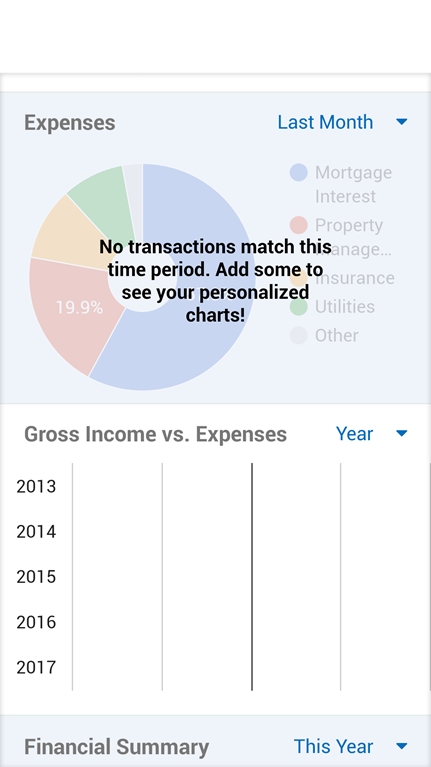 Expenses
Last Month
Mortgage
Interest
Property
No transactions match this
time period. Add some to
see your personalized
charts!
19.9%
Insurance
Utilities
Other
Gross Income vs. Expenses
Year
2013
2014
2015
2016
2017
Financial Summary
This Year